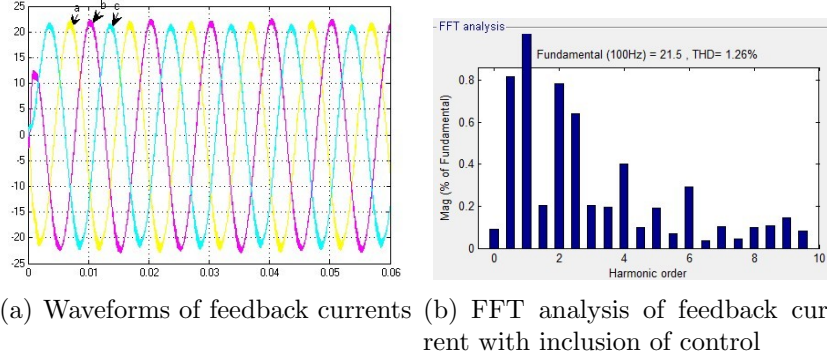 25
20
15
10
5
0
-5
-10
-15
-20
-25
0 0.01 0.02 0.03 0.04 0.05 0.06
a b c
FFT analysis
Fundamental (100Hz) = 21.5 , THD= 1.26%
Mag (% of Fundamental)
0.8
0.6
0.4
0.2
0
0 2 4 6 8 10
Harmonic order
(a) Waveforms of feedback currents
(b) FFT analysis of feedback cur
rent with inclusion of control